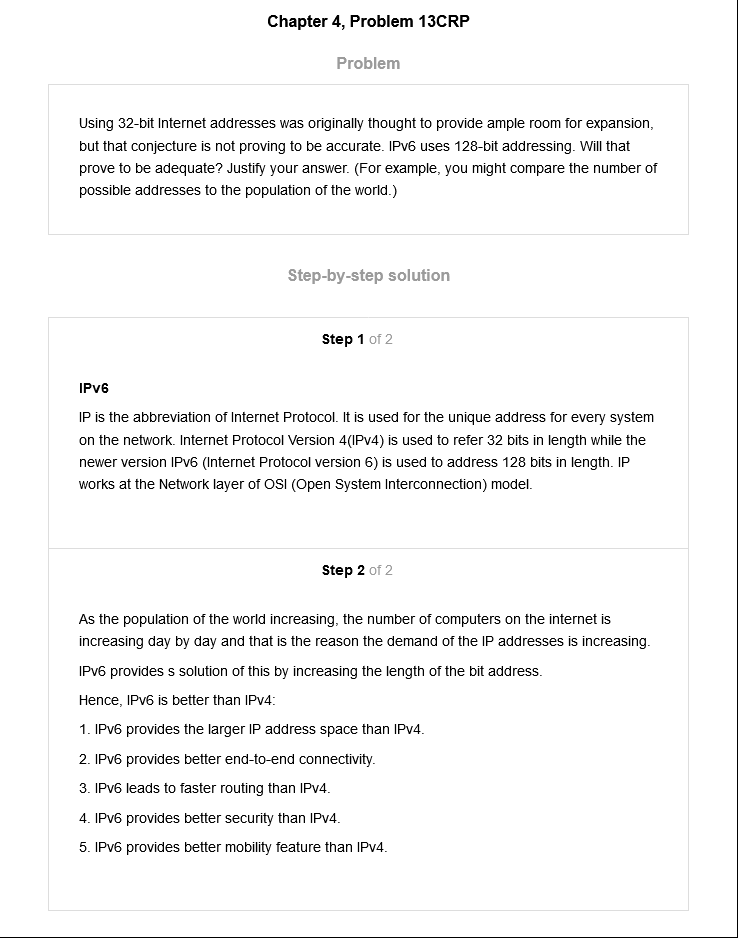 Chapter 4, Problem 13CRP
Problem
Using 32-bit Internet addresses was originally thought to provide ample room for expansion,
but that conjecture is not proving to be accurate. IPv6 uses 128-bit addressing. Will that
prove to be adequate? Justify your answer. (For example, you might compare the number of
possible addresses to the population of the world.)
Step-by-step solution
Step 1 of 2
IPv6
IP is the abbreviation of Internet Protocol. It is used for the unique address for every system
on the network. Internet Protocol Version 4(IPv4) is used to refer 32 bits in length while the
newer version IPv6 (Internet Protocol version 6) is used to address 128 bits in length. IP
works at the Network layer of OSI (Open System Interconnection) model.
Step 2 of 2
As the population of the world increasing, the number of computers on the internet is
increasing day by day and that is the reason the demand of the IP addresses is increasing.
IPv6 provides s solution of this by increasing the length of the bit address.
Hence, IPv6 is better than IPv4:
1. IPv6 provides the larger IP address space than IPv4.
2. IPv6 provides better end-to-end connectivity.
3. IPv6 leads to faster routing than IPv4.
4. IPv6 provides better security than IPv4.
5. IPv6 provides better mobility feature than IPv4.